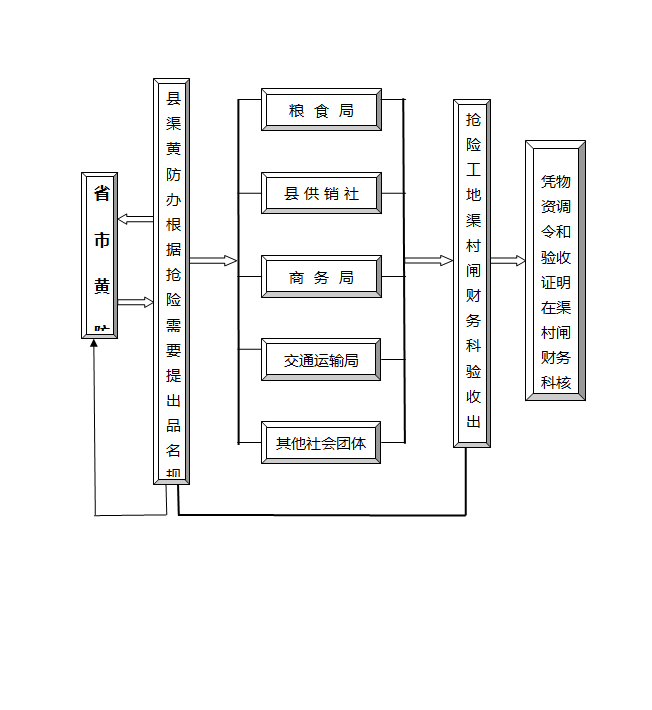 省市黄防
县渠黄防办根据抢险需要提出品名规
粮食局
县供销社
商务局
交通运输局
其他社会团体
抢险工地渠村闸财务科验收出
凭物
资调
令和
验收
证明
在渠
村闸
财务
科核